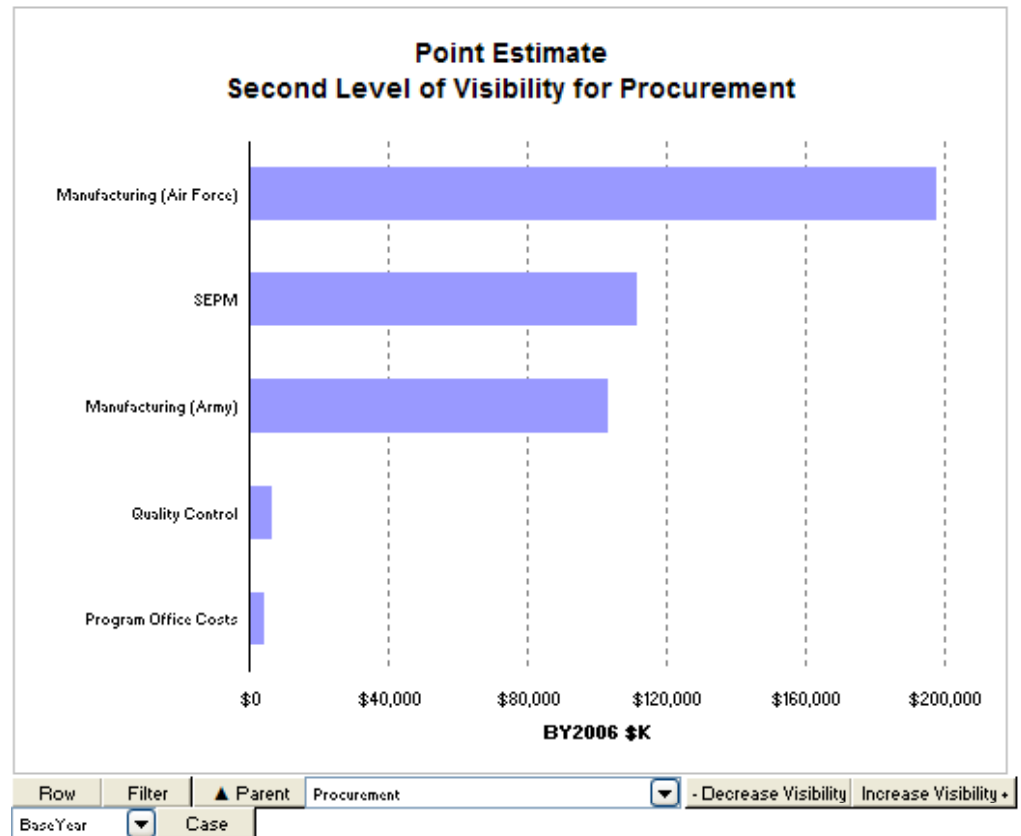 Point Estimate
Second Level of Visibility for Procurement
Manufacturing (Air Force)
SEPM
Manufacturing (Army)
Quality Control
Program Office Costs
$0 $40,000 $80,000 $120,000 $160,000 $200,000
BY2006 $K
Row Filter ▲ Parent Procurement - Decrease Visibility Increase Visibility +
BaseYear Case